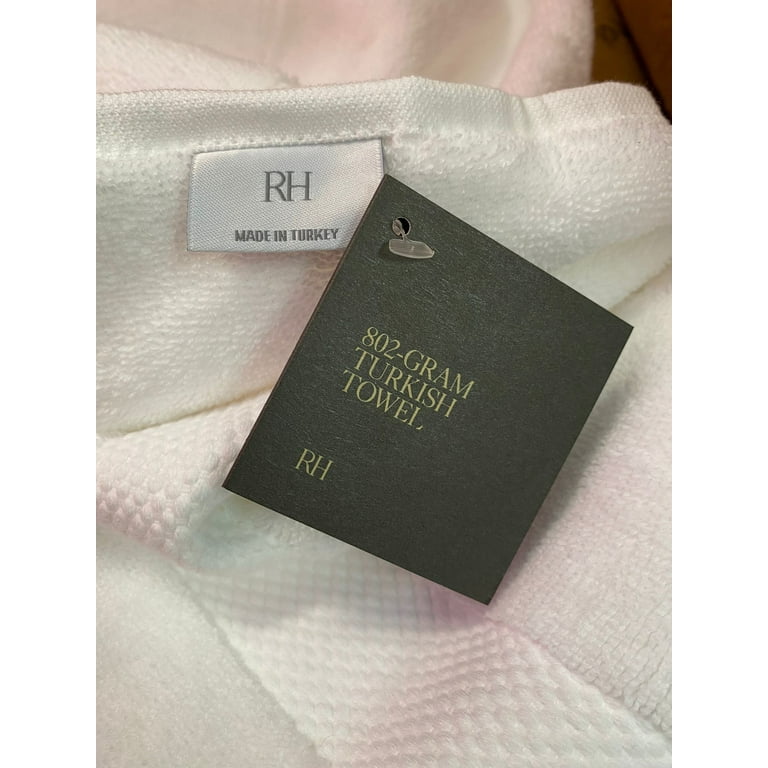 RH
MADE IN TURKEY
802-GRAM
TURKISH
TOWEL
RH